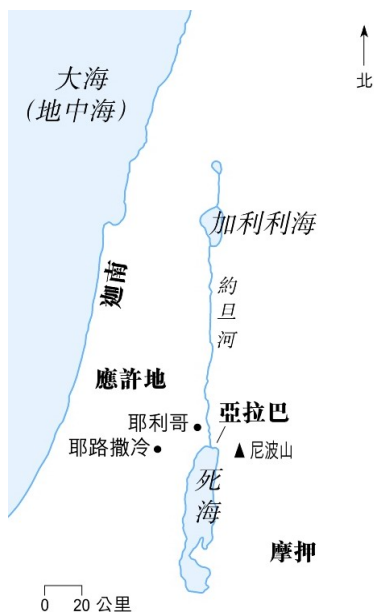 大海
(地中海)
北
加利利海
迦南
約旦河
應許地
亞拉巴
耶利哥
耶路撒冷
尼波山
死海
摩押
0 20 公里